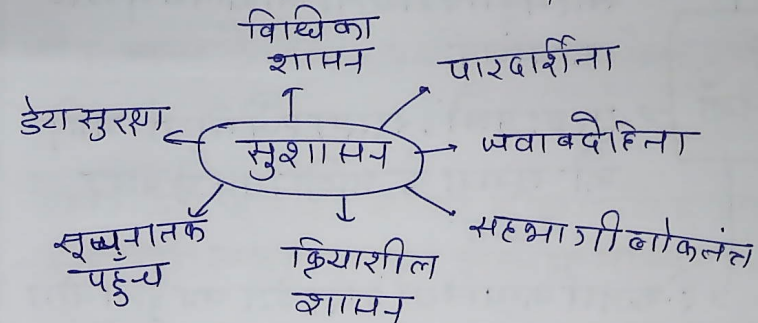 विधि का
शासन
पारदर्शिता
डेटा सुरक्षा
सुशासन
जवाबदेहिता
सूचना तक
पहुँच
क्रियाशील
शासन
सहभागी लोकतंत्र